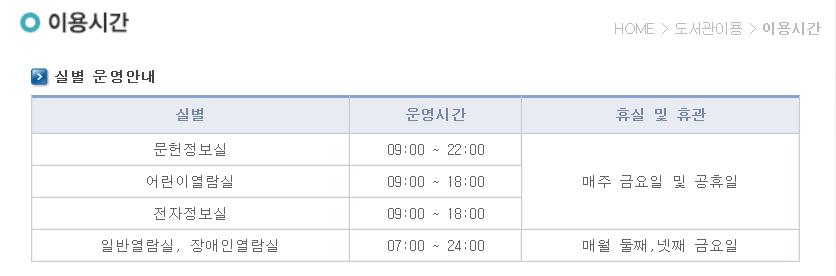 이용시간
HOME > 도서관이용 > 이용시간
실별 운영안내
실별 운영시간 휴실 및 휴관
문헌정보실 09:00 ~ 22:00
어린이열람실 09:00 ~ 18:00 매주 금요일 및 공휴일
전자정보실 09:00 ~ 18:00
일반열람실, 장애인열람실 07:00 ~ 24:00 매월 둘째,넷째 금요일